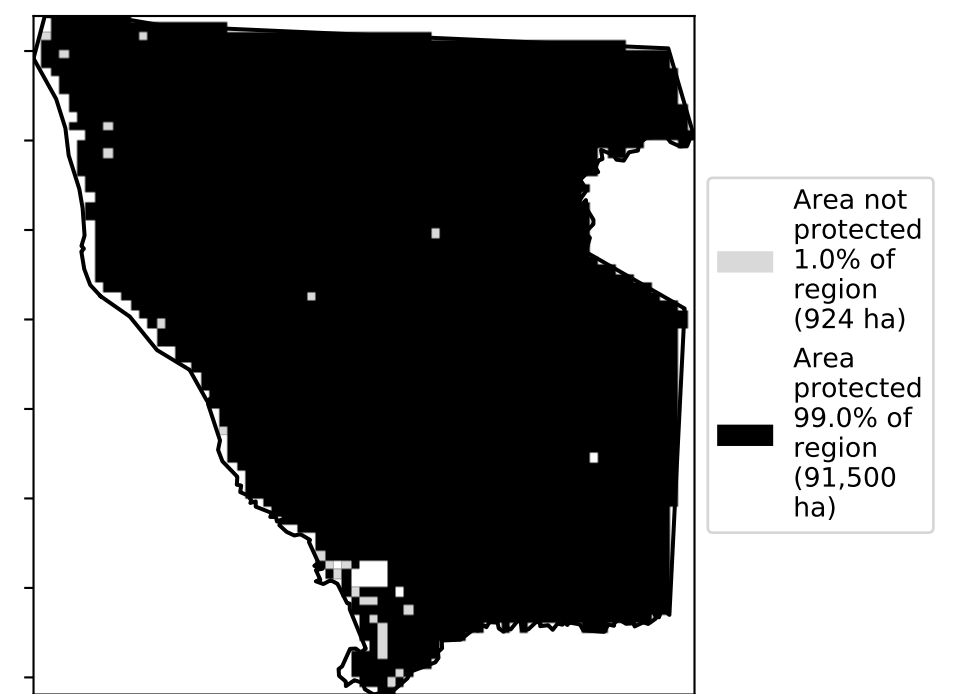 Area not
protected
1.0% of
region
(924 ha)
Area
protected
99.0% of
region
(91,500
ha)